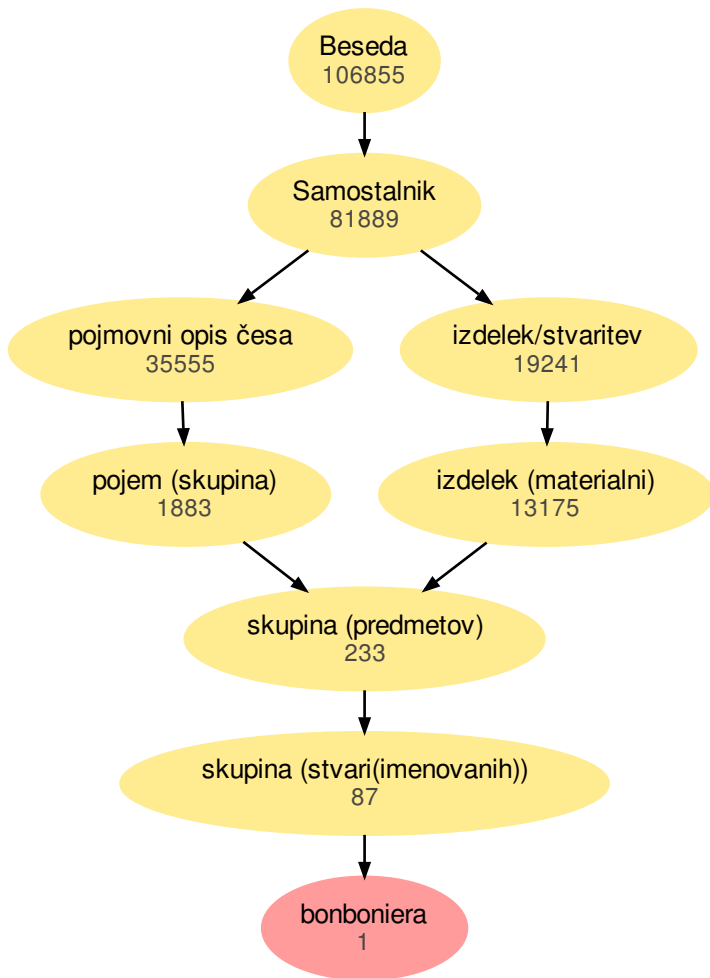 Beseda
106855
Samostalnik
81889
pojmovni opis česa
35555
izdelek/stvaritev
19241
pojem (skupina)
1883
izdelek (materialni)
13175
skupina (predmetov)
233
skupina (stvari(imenovanih))
87
bonboniera
1